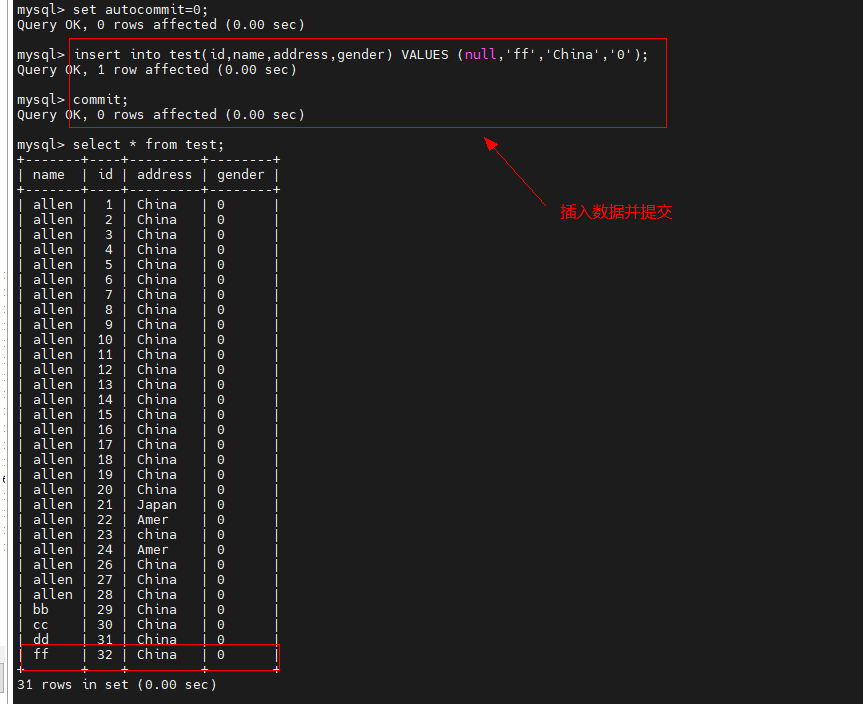 mysql> set autocommit=0;
Query OK, 0 rows affected (0.00 sec)
mysql> insert into test(id,name,address,gender) VALUES (null,'ff','China','0');
Query OK, 1 row affected (0.00 sec)
mysql> commit;
Query OK, 0 rows affected (0.00 sec)
mysql> select * from test;
+-------+----+---------+--------+
| name  | id | address | gender |
+-------+----+---------+--------+
| allen |  1 | China   | 0      |
| allen |  2 | China   | 0      |
| allen |  3 | China   | 0      |
| allen |  4 | China   | 0      |
| allen |  5 | China   | 0      |
| allen |  6 | China   | 0      |
| allen |  7 | China   | 0      |
| allen |  8 | China   | 0      |
| allen |  9 | China   | 0      |
| allen | 10 | China   | 0      |
| allen | 11 | China   | 0      |
| allen | 12 | China   | 0      |
| allen | 13 | China   | 0      |
| allen | 14 | China   | 0      |
| allen | 15 | China   | 0      |
| allen | 16 | China   | 0      |
| allen | 17 | China   | 0      |
| allen | 18 | China   | 0      |
| allen | 19 | China   | 0      |
| allen | 20 | China   | 0      |
| allen | 21 | Japan   | 0      |
| allen | 22 | Amer    | 0      |
| allen | 23 | china   | 0      |
| allen | 24 | Amer    | 0      |
| allen | 26 | China   | 0      |
| allen | 27 | China   | 0      |
| allen | 28 | China   | 0      |
| bb    | 29 | China   | 0      |
| cc    | 30 | China   | 0      |
| dd    | 31 | China   | 0      |
| ff    | 32 | China   | 0      |
+-------+----+---------+--------+
31 rows in set (0.00 sec)
插入数据并提交